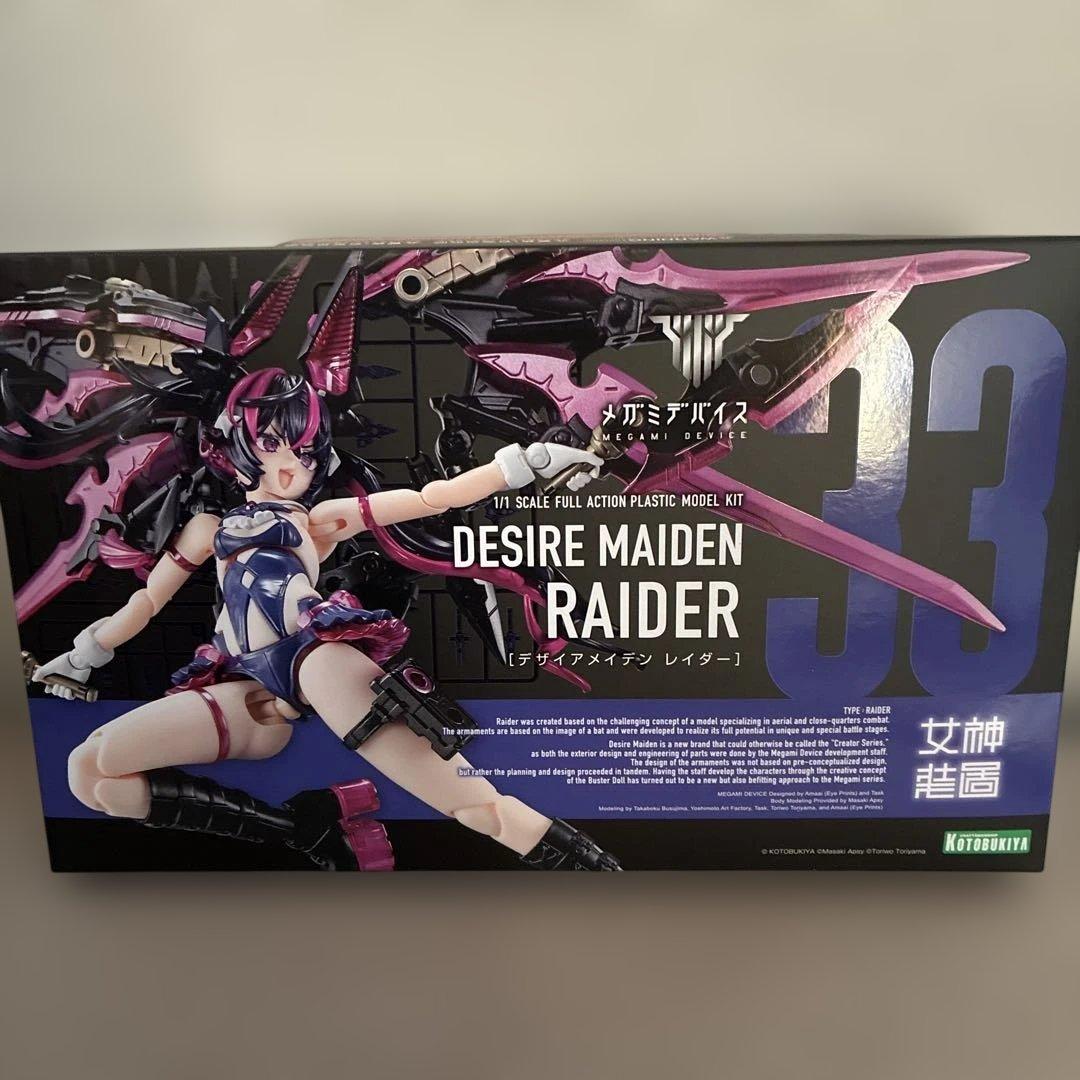 33
メガミデバイス
MEGAMI DEVICE
1/1 SCALE FULL ACTION PLASTIC MODEL KIT
DESIRE MAIDEN
RAIDER
[デザイアメイデン レイダー]
TYPE : RAIDER
Raider was created based on the challenging concept of a model specializing in aerial and close-quarters combat.
The armaments are based on the image of a bat and were developed to realize its full potential in unique and special battle stages.
Desire Maiden is a new brand that could otherwise be called the "Creator Series,"
as both the exterior design and engineering of parts were done by the Megami Device development staff.
The design of the armaments was not based on pre-conceptualized design,
but rather the planning and design proceeded in tandem. Having the staff develop the characters through the creative concept
of the Buster Doll has turned out to be a new but also befitting approach to the Megami series.
MEGAMI DEVICE Designed by Amaai (Eye Prints) and Task
Body Modeling Provided by Masaki Apsy
Modeling by Takaboku Busujima, Yoshimoto Art Factory, Task, Toriwo Toriyama, and Amaai (Eye Prints)
女神
装置
© KOTOBUKIYA ©Masaki Apsy ©Toriwo Toriyama
KOTOBUKIYA